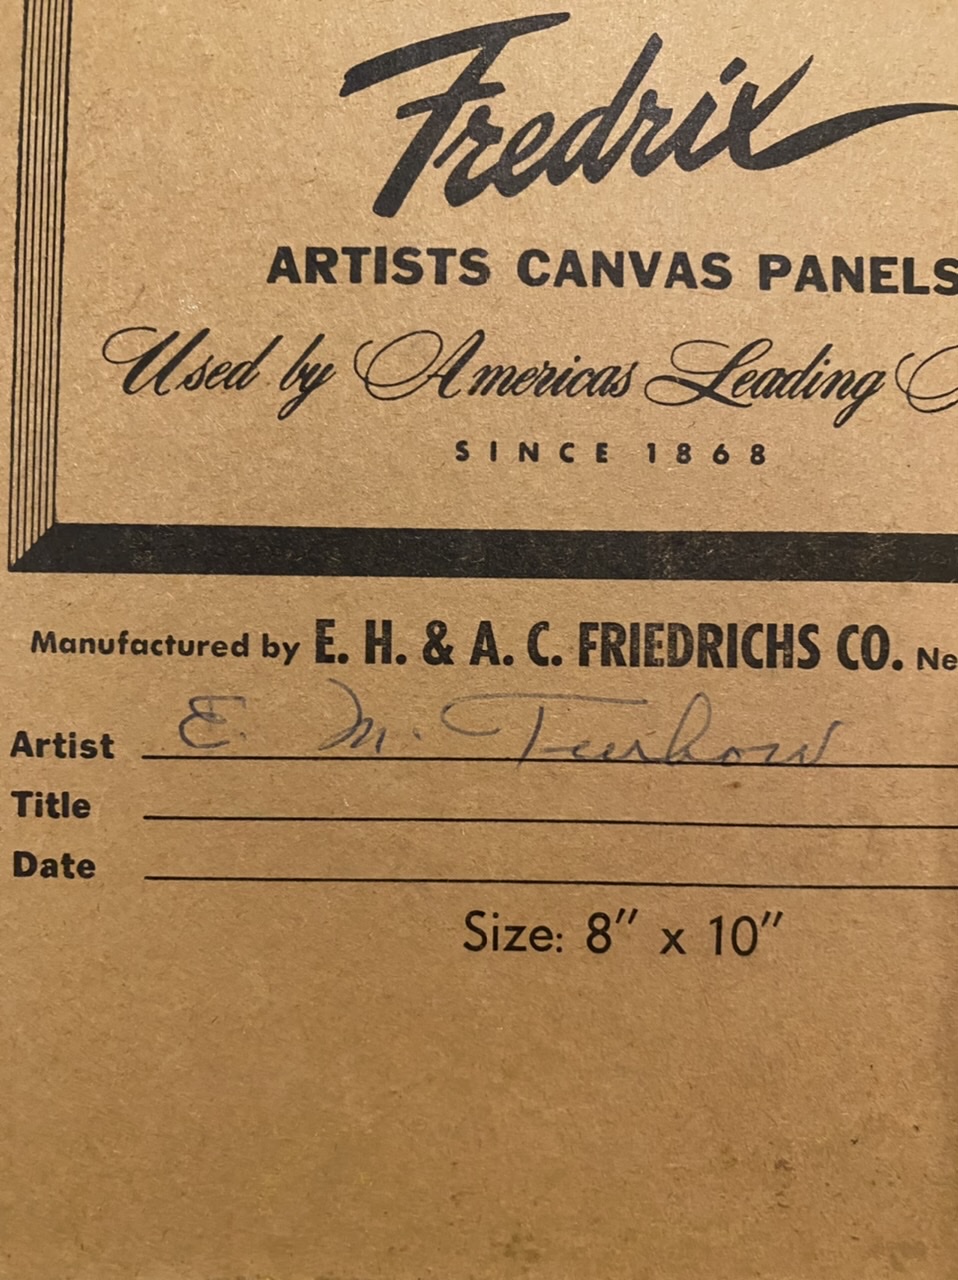 Fredrix
ARTISTS CANVAS PANELS
Used by Americas Leading
SINCE 1868
Manufactured by E. H. & A. C. FRIEDRICHS CO. Ne
Artist E. M.
Title
Date
Size: 8" x 10"